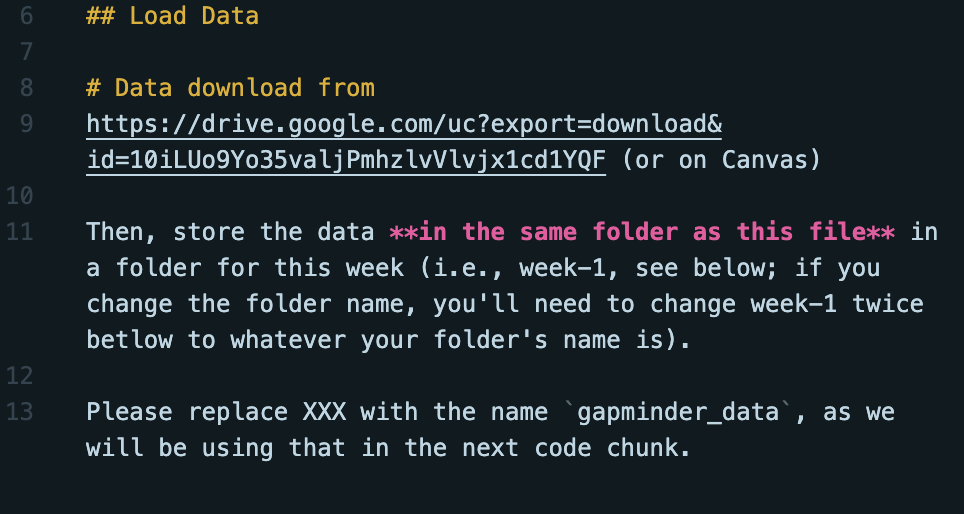 6 ## Load Data
7
8 # Data download from
9 https://drive.google.com/uc?export=download&
id=10iLUo9Yo35valjPmhzlvVlvjx1cd1YQF (or on Canvas)
10
11 Then, store the data **in the same folder as this file** in
a folder for this week (i.e., week-1, see below; if you
change the folder name, you'll need to change week-1 twice
betlow to whatever your folder's name is).
12
13 Please replace XXX with the name `gapminder_data`, as we
will be using that in the next code chunk.